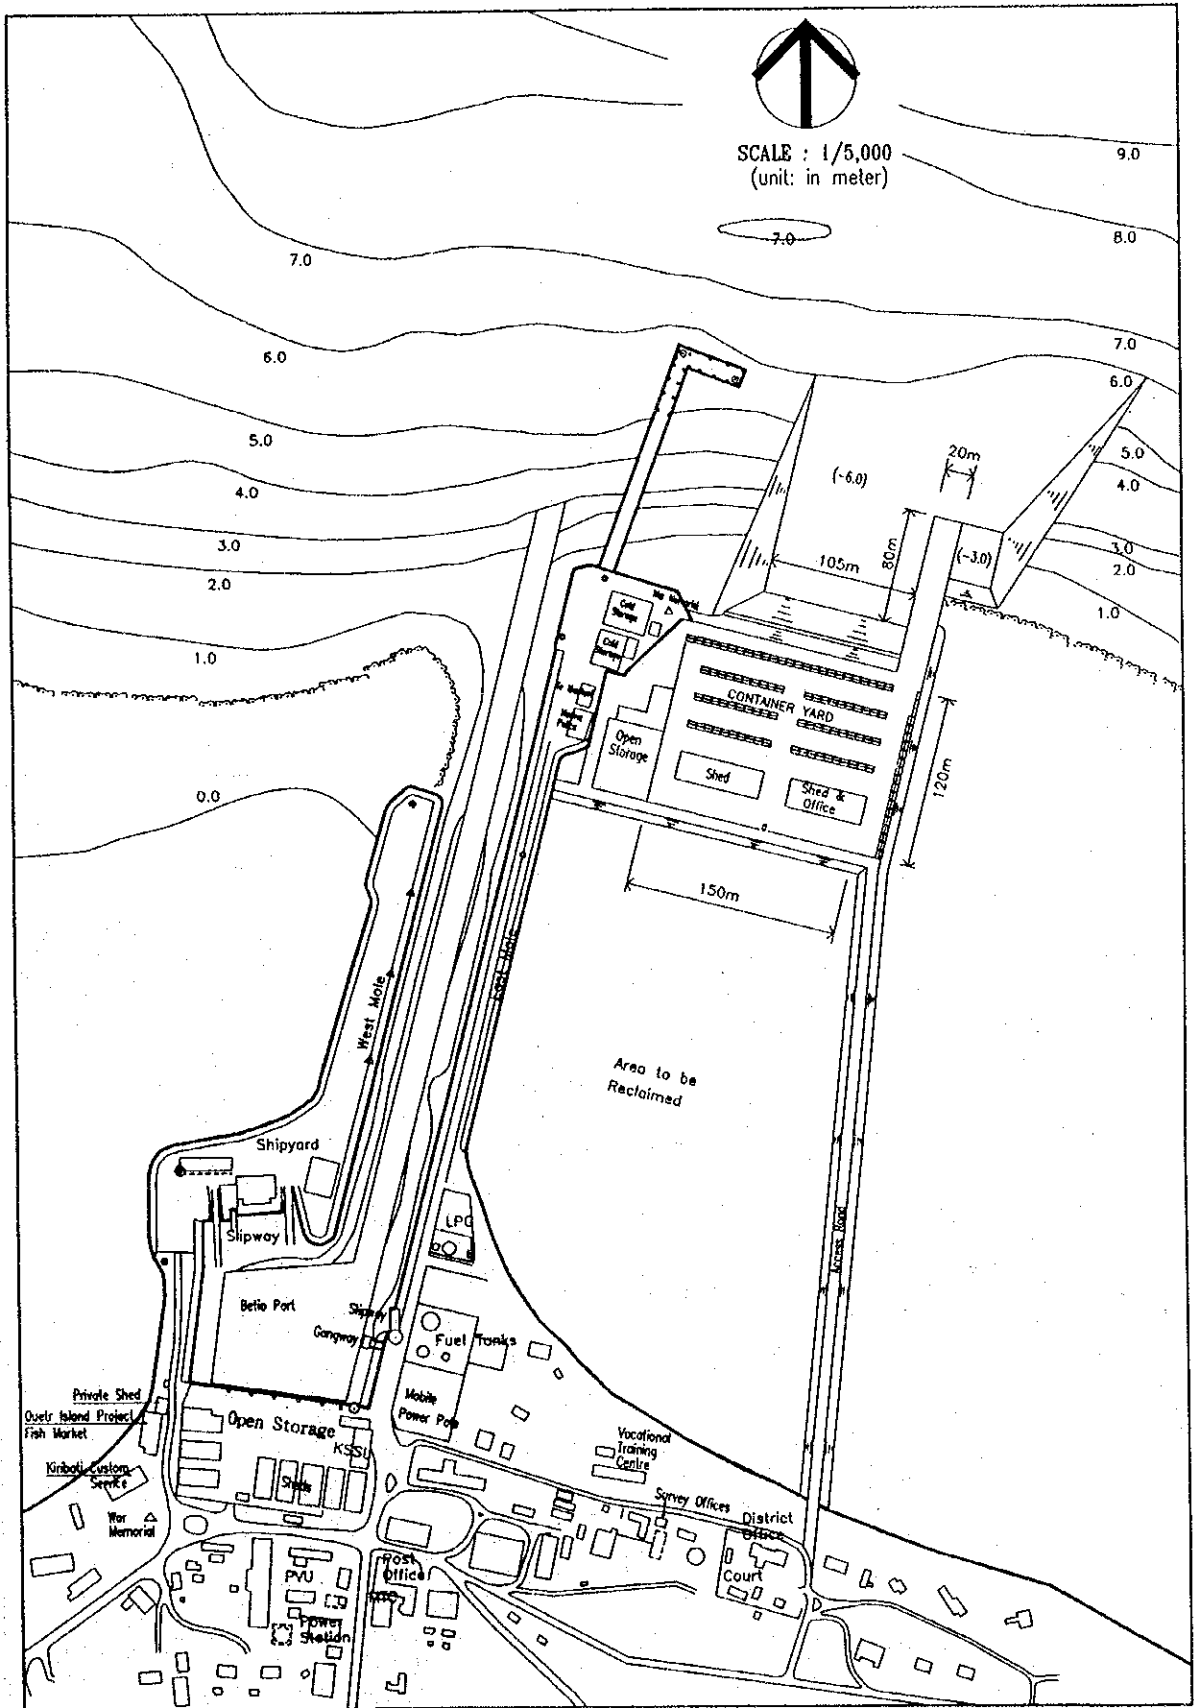 SCALE : 1/5,000
(unit: in meter)
9.0
8.0
7.0
7.0
7.0
6.0
6.0
5.0
5.0
4.0
4.0
3.0
3.0
2.0
2.0
1.0
1.0
0.0
20m
(-6.0)
(-3.0)
80m
105m
War Memorial
Cold
Storage
Cold
Storage
CONTAINER YARD
Open
Storage
Shed
Shed &
Office
120m
150m
East Mole
West Mole
Area to be
Reclaimed
Access Road
Shipyard
Slipway
LPG
Betio Port
Slipway
Gangway
Fuel Tanks
Mobile
Power
Private Shed
Island Project
Fish Market
Open Storage
KSSL
Kiribati Custom
Service
Sheds
War
Memorial
Vocational
Training
Centre
Survey Offices
District
Office
Court
Post
Office
PVU
Power
Station